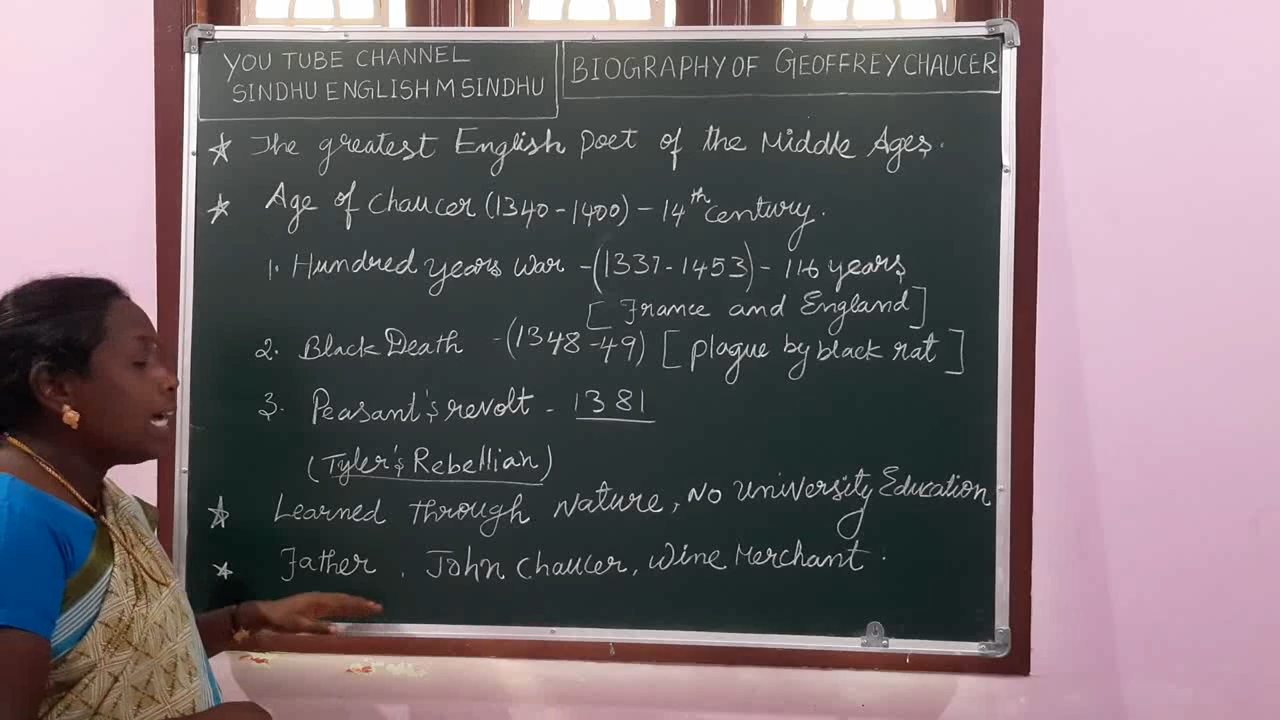 YOU TUBE CHANNEL
SINDHU ENGLISH M SINDHU
BIOGRAPHY OF GEOFFREY CHAUCER
☆ The greatest English poet of the Middle Ages.
☆ Age of Chaucer (1340-1400) - 14th century.
1. Hundred years war - (1337-1453) - 116 years
[France and England]
2. Black Death - (1348-49) [plague by black rat]
3. Peasant's revolt - 1381
(Tyler's Rebellian)
☆ Learned through Nature, No University Education
☆ Father, John Chaucer, Wine Merchant.